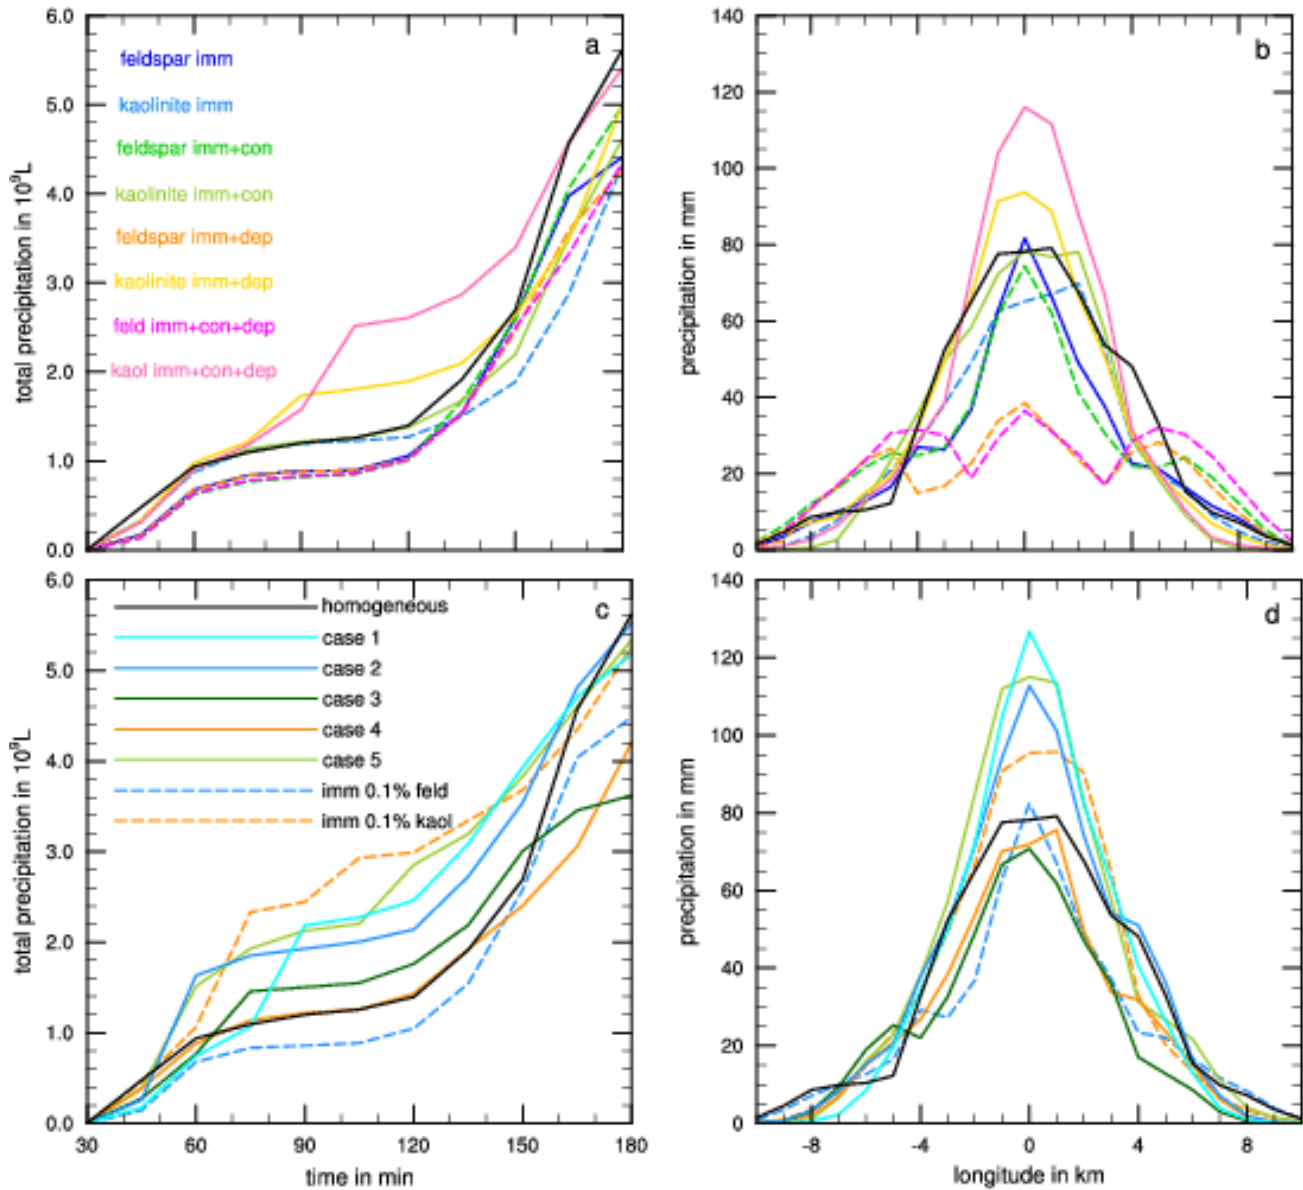 6.0
5.0
4.0
3.0
2.0
1.0
0.0
total precipitation in 10⁹L
a
feldspar imm
kaolinite imm
feldspar imm+con
kaolinite imm+con
feldspar imm+dep
kaolinite imm+dep
feld imm+con+dep
kaol imm+con+dep
140
120
100
80
60
40
20
0
precipitation in mm
b
6.0
5.0
4.0
3.0
2.0
1.0
0.0
total precipitation in 10⁹L
c
homogeneous
case 1
case 2
case 3
case 4
case 5
imm 0.1% feld
imm 0.1% kaol
30 60 90 120 150 180
time in min
140
120
100
80
60
40
20
0
precipitation in mm
d
-8 -4 0 4 8
longitude in km